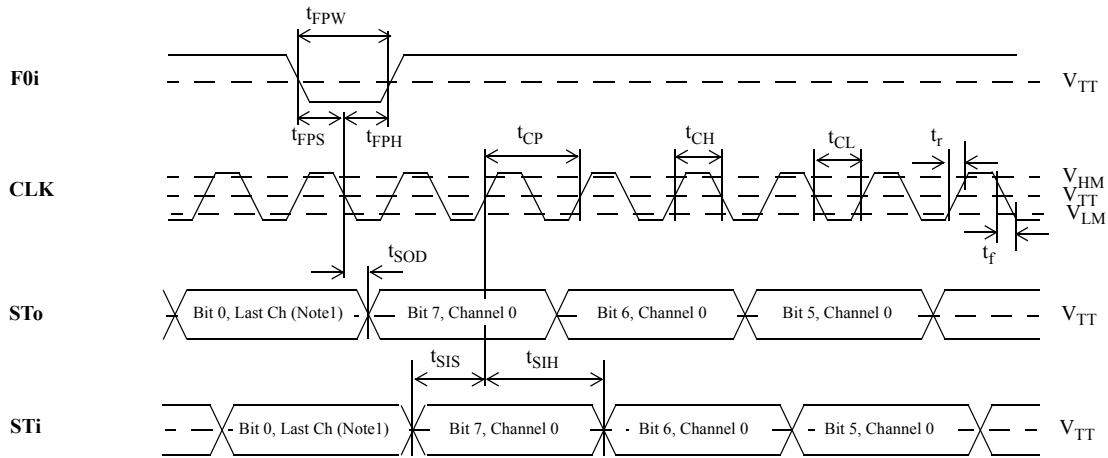 tFPW
F0i
VTT
tFPS tFPH
tCP tCH tCL tr
CLK
VHM
VTT
VLM
tSOD
tf
STo
Bit 0, Last Ch (Note1) Bit 7, Channel 0 Bit 6, Channel 0 Bit 5, Channel 0
VTT
tSIS tSIH
STi
Bit 0, Last Ch (Note1) Bit 7, Channel 0 Bit 6, Channel 0 Bit 5, Channel 0
VTT